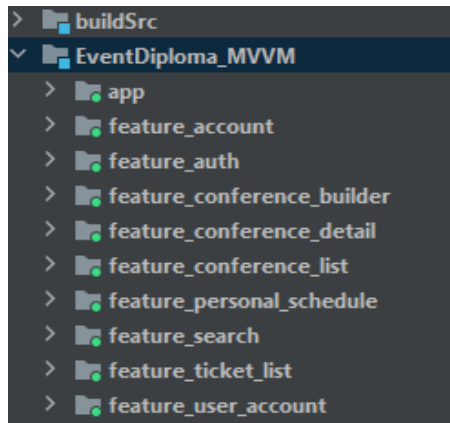 buildSrc
EventDiploma_MVVM
app
feature_account
feature_auth
feature_conference_builder
feature_conference_detail
feature_conference_list
feature_personal_schedule
feature_search
feature_ticket_list
feature_user_account